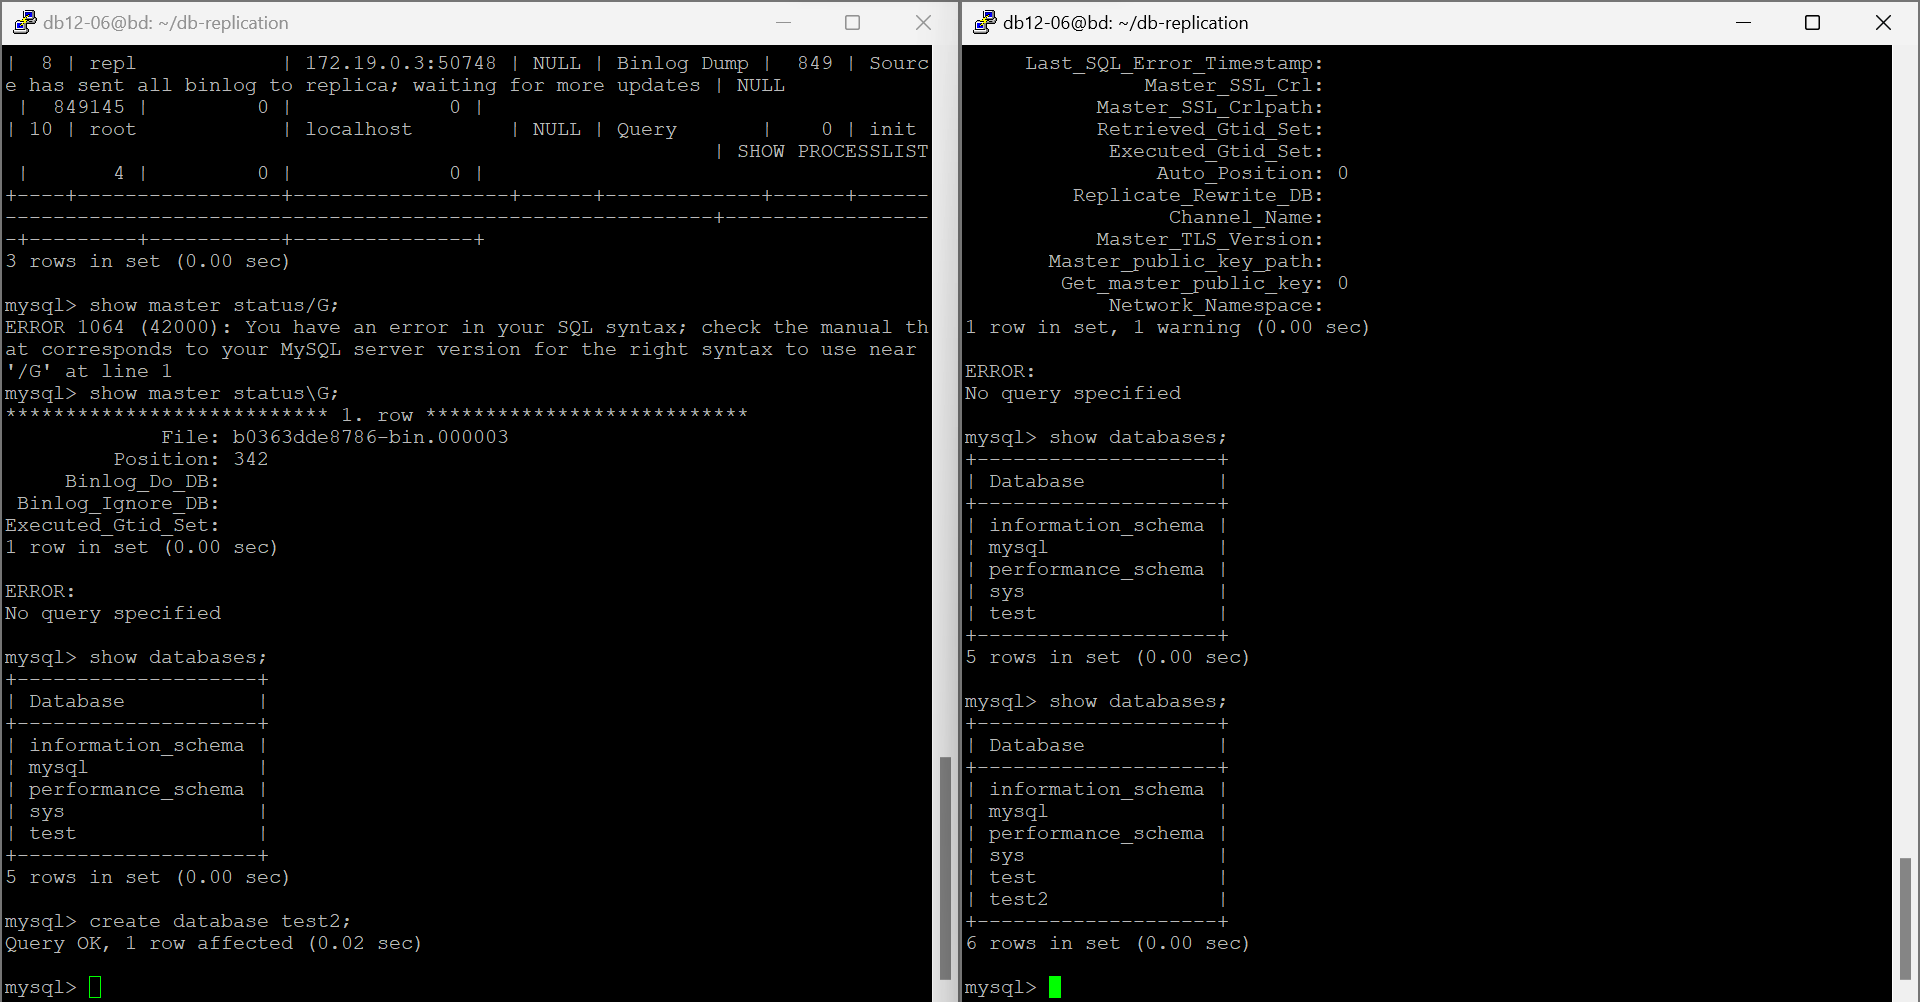 db12-06@bd: ~/db-replication
|  8 | repl            | 172.19.0.3:50748 | NULL | Binlog Dump |  849 | Sourc
e has sent all binlog to replica; waiting for more updates | NULL
 |  849145 |         0 |             0 |
| 10 | root            | localhost        | NULL | Query       |    0 | init
                                                           | SHOW PROCESSLIST
 |       4 |         0 |             0 |
+----+-----------------+------------------+------+-------------+------+------
-----------------------------------------------------------+-----------------
-+---------+-----------+---------------+
3 rows in set (0.00 sec)
mysql> show master status/G;
ERROR 1064 (42000): You have an error in your SQL syntax; check the manual th
at corresponds to your MySQL server version for the right syntax to use near
'/G' at line 1
mysql> show master status\G;
*************************** 1. row ***************************
             File: b0363dde8786-bin.000003
         Position: 342
     Binlog_Do_DB:
 Binlog_Ignore_DB:
Executed_Gtid_Set:
1 row in set (0.00 sec)
ERROR:
No query specified
mysql> show databases;
+--------------------+
| Database           |
+--------------------+
| information_schema |
| mysql              |
| performance_schema |
| sys                |
| test               |
+--------------------+
5 rows in set (0.00 sec)
mysql> create database test2;
Query OK, 1 row affected (0.02 sec)
mysql>
db12-06@bd: ~/db-replication
     Last_SQL_Error_Timestamp:
               Master_SSL_Crl:
           Master_SSL_Crlpath:
           Retrieved_Gtid_Set:
            Executed_Gtid_Set:
                Auto_Position: 0
         Replicate_Rewrite_DB:
                 Channel_Name:
           Master_TLS_Version:
       Master_public_key_path:
        Get_master_public_key: 0
            Network_Namespace:
1 row in set, 1 warning (0.00 sec)
ERROR:
No query specified
mysql> show databases;
+--------------------+
| Database           |
+--------------------+
| information_schema |
| mysql              |
| performance_schema |
| sys                |
| test               |
+--------------------+
5 rows in set (0.00 sec)
mysql> show databases;
+--------------------+
| Database           |
+--------------------+
| information_schema |
| mysql              |
| performance_schema |
| sys                |
| test               |
| test2              |
+--------------------+
6 rows in set (0.00 sec)
mysql>